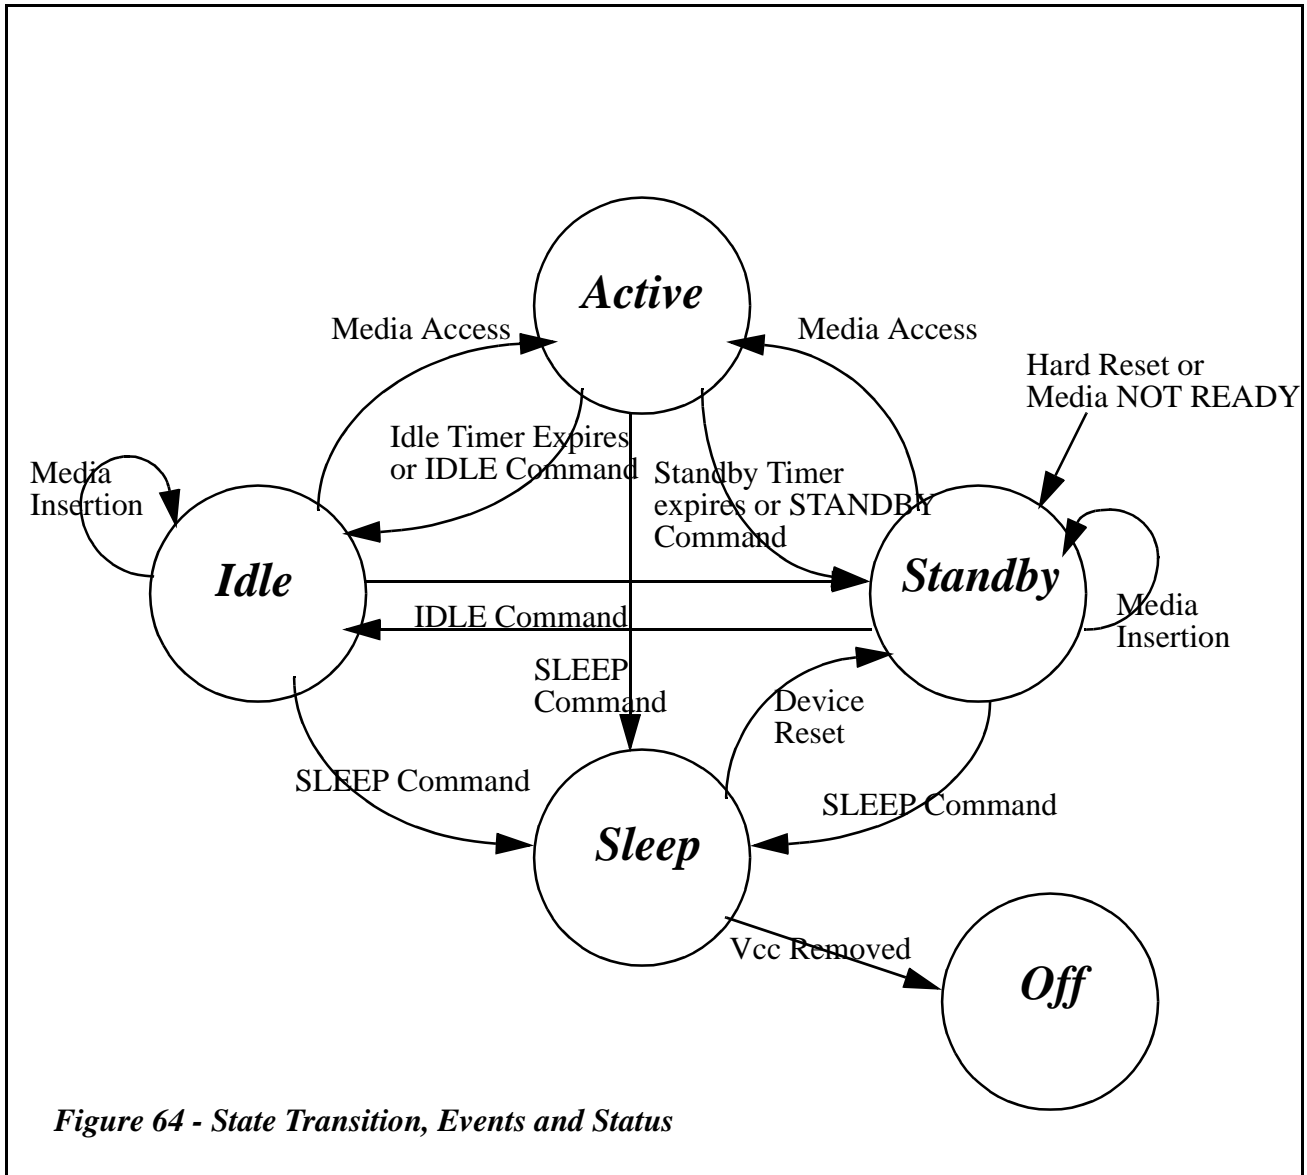 Active
Media Access
Media Access
Hard Reset or
Media NOT READY
Idle Timer Expires
or IDLE Command
Standby Timer
expires or STANDBY
Command
Media
Insertion
Idle
Standby
IDLE Command
Media
Insertion
SLEEP
Command
Device
Reset
SLEEP Command
SLEEP Command
Sleep
Vcc Removed
Off
Figure 64 - State Transition, Events and Status